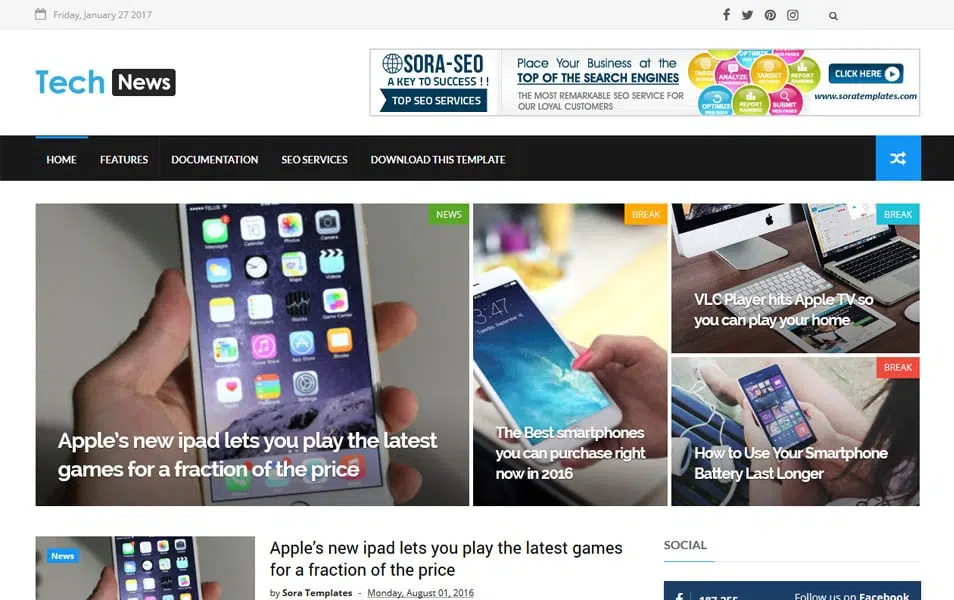 Friday, January 27 2017
Tech News
SORA-SEO
A KEY TO SUCCESS !!
TOP SEO SERVICES
Place Your Business at the
TOP OF THE SEARCH ENGINES
THE MOST REMARKABLE SEO SERVICE FOR
OUR LOYAL CUSTOMERS
OPTIMIZE
TARGET
ANALYZE
TARGET
REPORT
OPTIMIZE
REPORT
SUBMIT
CLICK HERE
www.soratemplates.com
HOME
FEATURES
DOCUMENTATION
SEO SERVICES
DOWNLOAD THIS TEMPLATE
NEWS
Apple's new ipad lets you play the latest
games for a fraction of the price
BREAK
3:47
The Best smartphones
you can purchase right
now in 2016
BREAK
VLC Player hits Apple TV so
you can play your home
BREAK
How to Use Your Smartphone
Battery Last Longer
News
Apple's new ipad lets you play the latest games
for a fraction of the price
by Sora Templates - Monday, August 01, 2016
SOCIAL
Follow us on Facebook